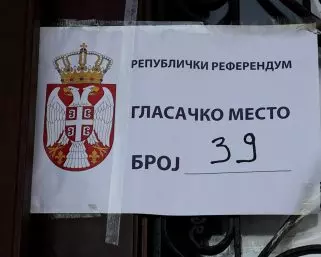 РЕПУБЛИЧКИ РЕФЕРЕНДУМ
ГЛАСАЧКО МЕСТО
БРОЈ 39